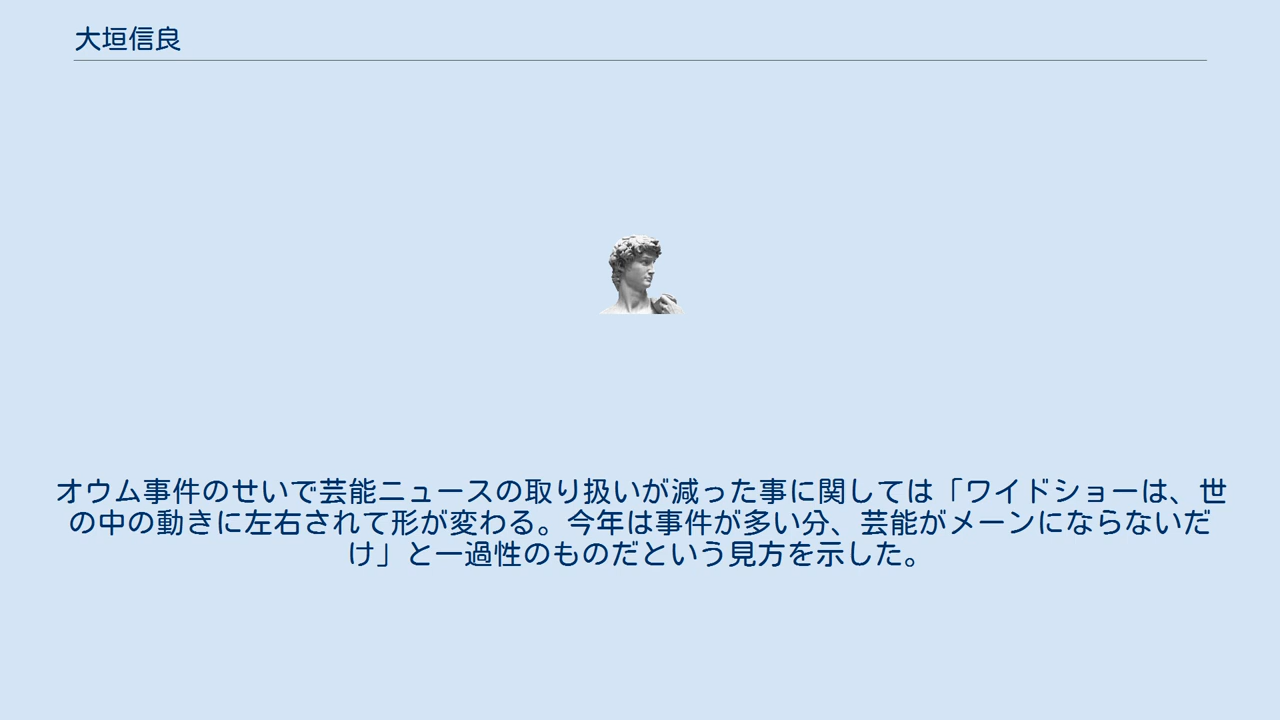 大垣信良
オウム事件のせいで芸能ニュースの取り扱いが減った事に関しては「ワイドショーは、世
の中の動きに左右されて形が変わる。今年は事件が多い分、芸能がメーンにならないだ
け」と一過性のものだという見方を示した。